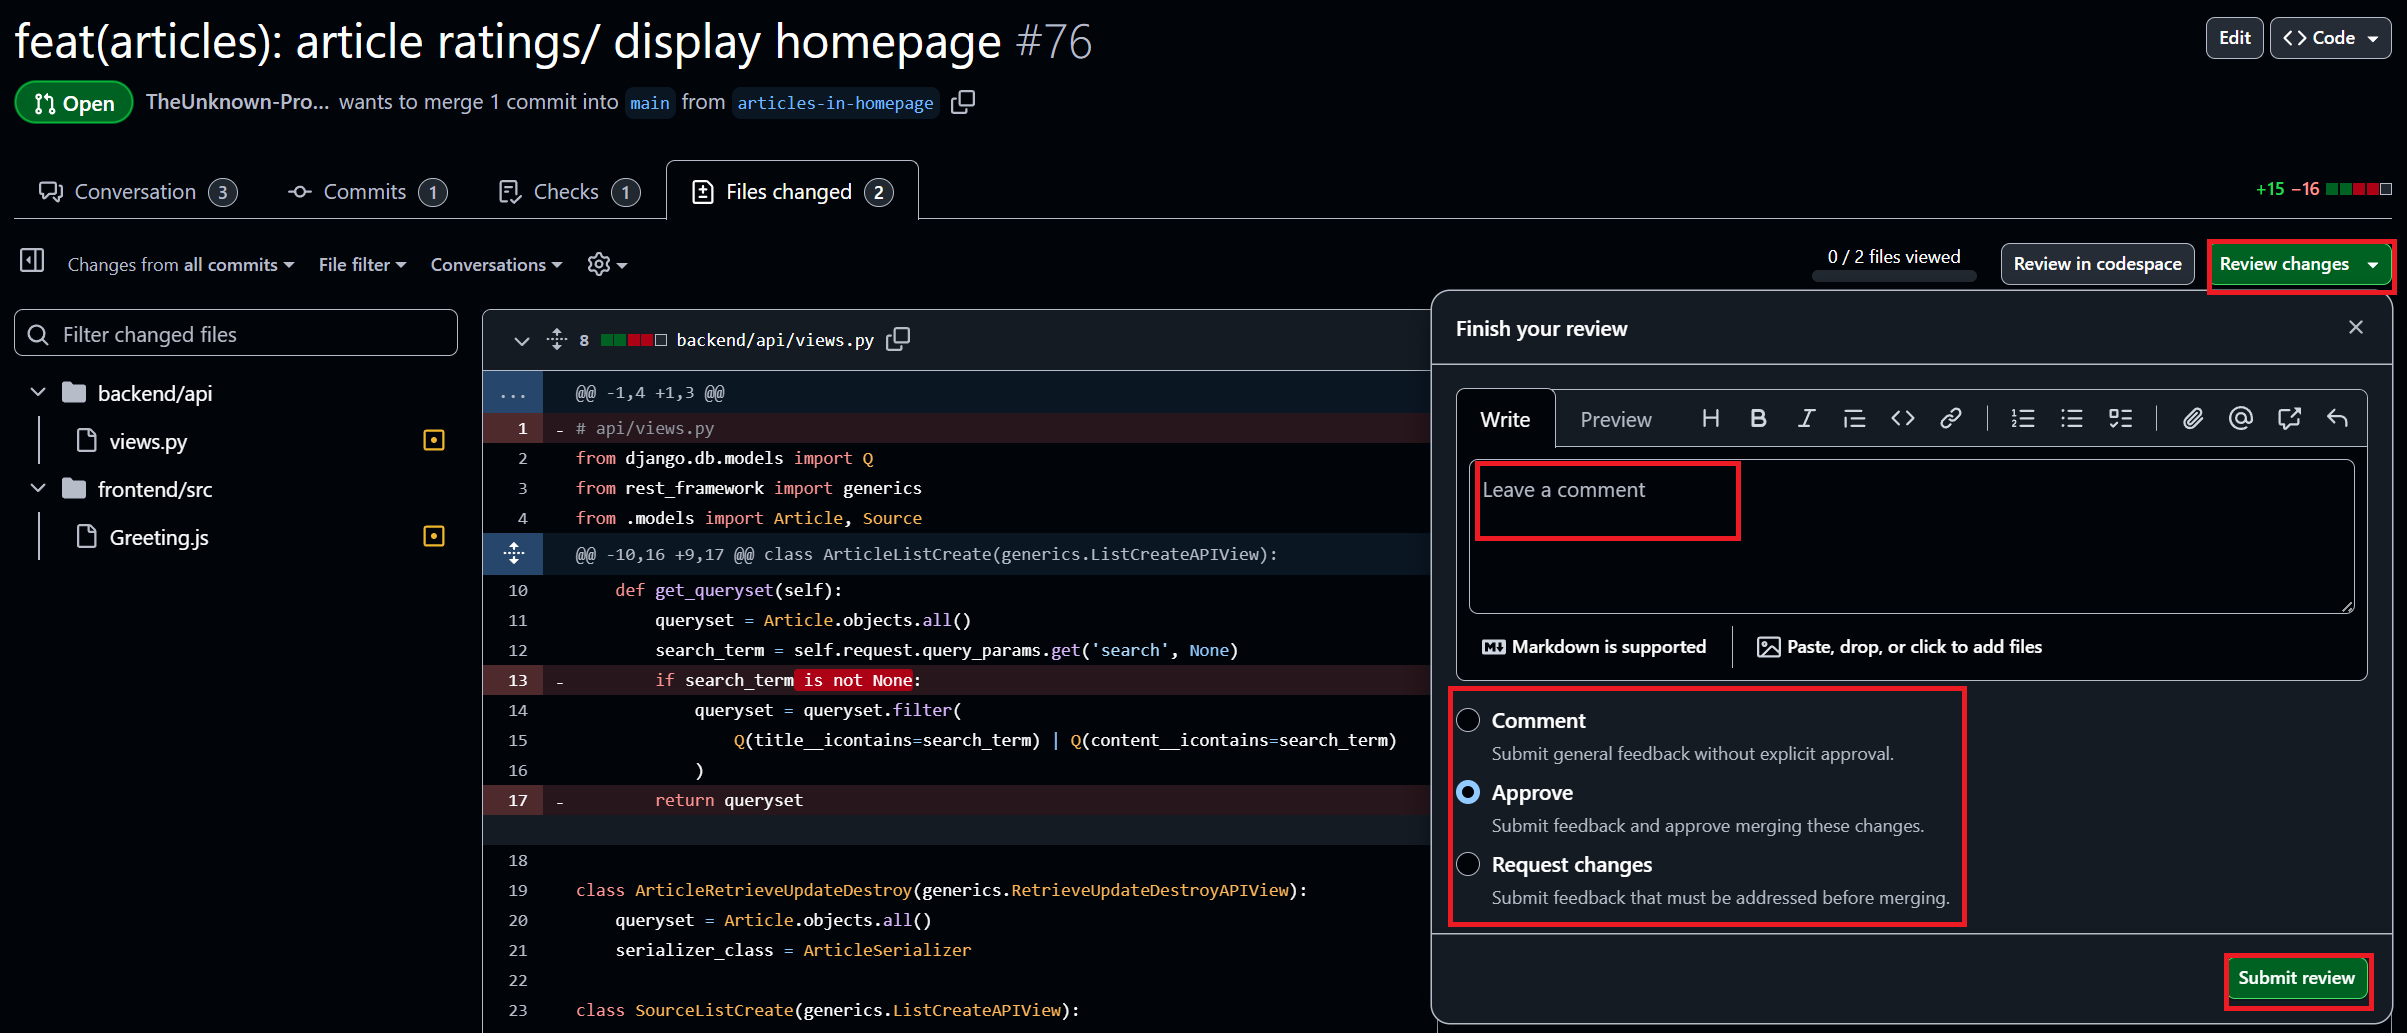 feat(articles): article ratings/ display homepage #76
Edit
<> Code
Open
TheUnknown-Pro... wants to merge 1 commit into main from articles-in-homepage
Conversation 3
Commits 1
Checks 1
Files changed 2
+15 −16
Changes from all commits
File filter
Conversations
0 / 2 files viewed
Review in codespace
Review changes
Filter changed files
backend/api
views.py
frontend/src
Greeting.js
8 backend/api/views.py
... @@ -1,4 +1,3 @@
1 - # api/views.py
2 from django.db.models import Q
3 from rest_framework import generics
4 from .models import Article, Source
@@ -10,16 +9,17 @@ class ArticleListCreate(generics.ListCreateAPIView):
10 def get_queryset(self):
11 queryset = Article.objects.all()
12 search_term = self.request.query_params.get('search', None)
13 - if search_term is not None:
14 queryset = queryset.filter(
15 Q(title__icontains=search_term) | Q(content__icontains=search_term)
16 )
17 - return queryset
18
19 class ArticleRetrieveUpdateDestroy(generics.RetrieveUpdateDestroyAPIView):
20 queryset = Article.objects.all()
21 serializer_class = ArticleSerializer
22
23 class SourceListCreate(generics.ListCreateAPIView):
Finish your review
Write
Preview
Leave a comment
Markdown is supported
Paste, drop, or click to add files
Comment
Submit general feedback without explicit approval.
Approve
Submit feedback and approve merging these changes.
Request changes
Submit feedback that must be addressed before merging.
Submit review